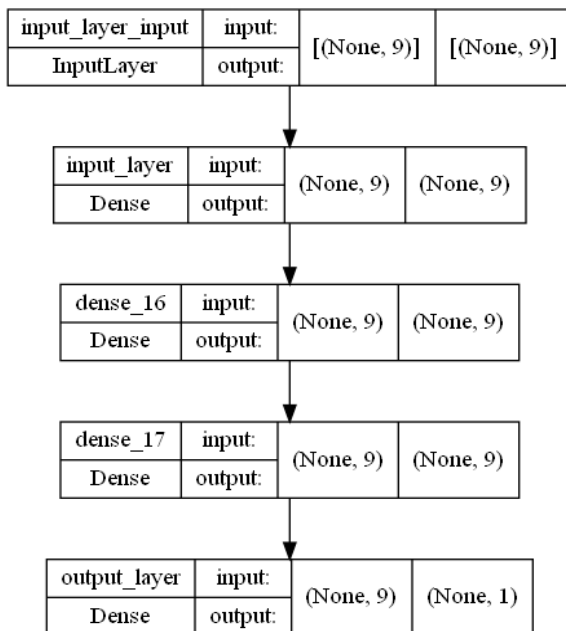 input_layer_input input: [(None, 9)] [(None, 9)]
InputLayer output:
input_layer input: (None, 9) (None, 9)
Dense output:
dense_16 input: (None, 9) (None, 9)
Dense output:
dense_17 input: (None, 9) (None, 9)
Dense output:
output_layer input: (None, 9) (None, 1)
Dense output: